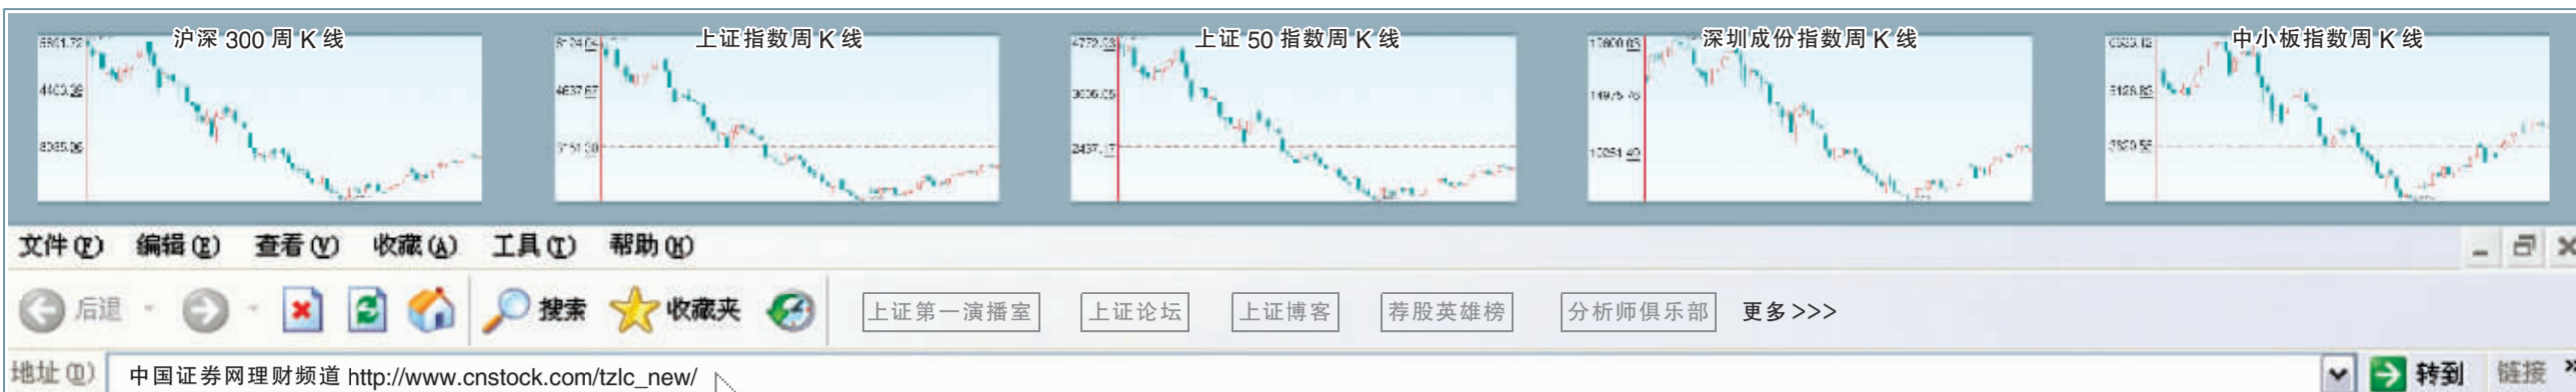 沪深 300 周 K 线
上证指数周 K 线
上证 50 指数周 K 线
深圳成份指数周 K 线
中小板指数周 K 线
文件(F) 编辑(E) 查看(V) 收藏(A) 工具(T) 帮助(H)
后退 搜索 收藏夹 上证第一演播室 上证论坛 上证博客 荐股英雄榜 分析师俱乐部 更多>>>
地址(D) 中国证券网理财频道 http://www.cnstock.com/tzlc_new/ 转到 链接 »